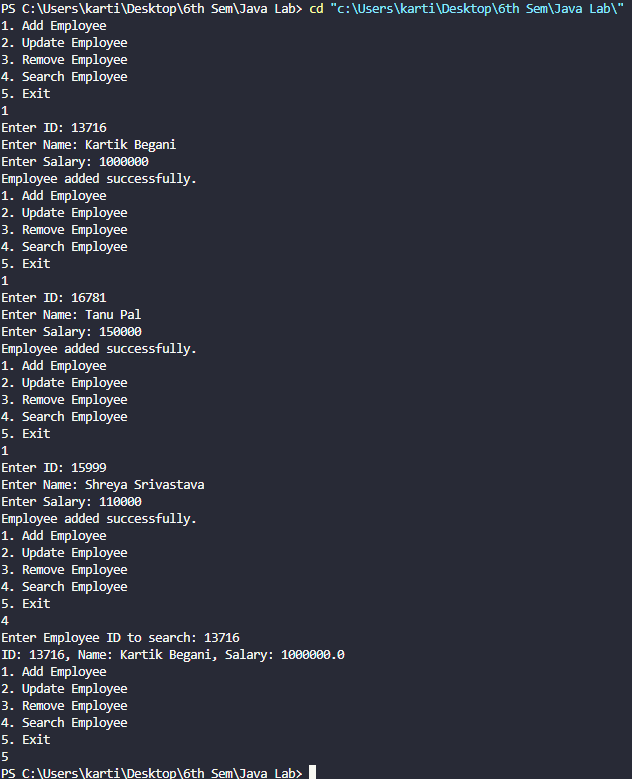 PS C:\Users\karti\Desktop\6th Sem\Java Lab> cd "c:\Users\karti\Desktop\6th Sem\Java Lab\"
1. Add Employee
2. Update Employee
3. Remove Employee
4. Search Employee
5. Exit
1
Enter ID: 13716
Enter Name: Kartik Begani
Enter Salary: 1000000
Employee added successfully.
1. Add Employee
2. Update Employee
3. Remove Employee
4. Search Employee
5. Exit
1
Enter ID: 16781
Enter Name: Tanu Pal
Enter Salary: 150000
Employee added successfully.
1. Add Employee
2. Update Employee
3. Remove Employee
4. Search Employee
5. Exit
1
Enter ID: 15999
Enter Name: Shreya Srivastava
Enter Salary: 110000
Employee added successfully.
1. Add Employee
2. Update Employee
3. Remove Employee
4. Search Employee
5. Exit
4
Enter Employee ID to search: 13716
ID: 13716, Name: Kartik Begani, Salary: 1000000.0
1. Add Employee
2. Update Employee
3. Remove Employee
4. Search Employee
5. Exit
5
PS C:\Users\karti\Desktop\6th Sem\Java Lab>